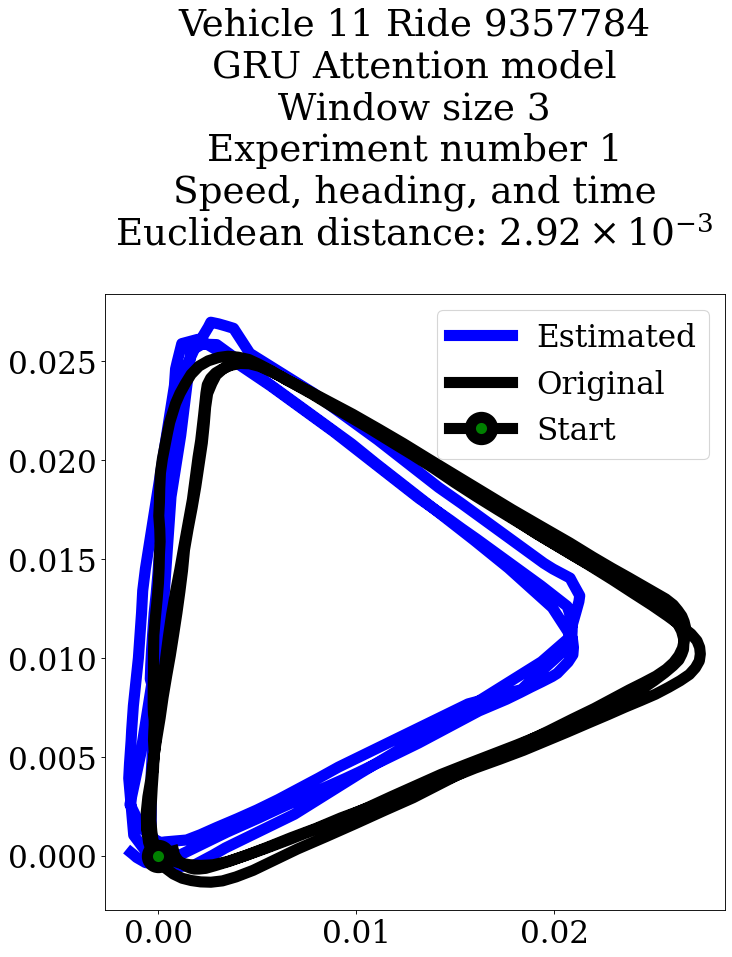 Vehicle 11 Ride 9357784
GRU Attention model
Window size 3
Experiment number 1
Speed, heading, and time
Euclidean distance: 2.92 × 10⁻³
Estimated
Original
Start
0.025
0.020
0.015
0.010
0.005
0.000
0.00 0.01 0.02